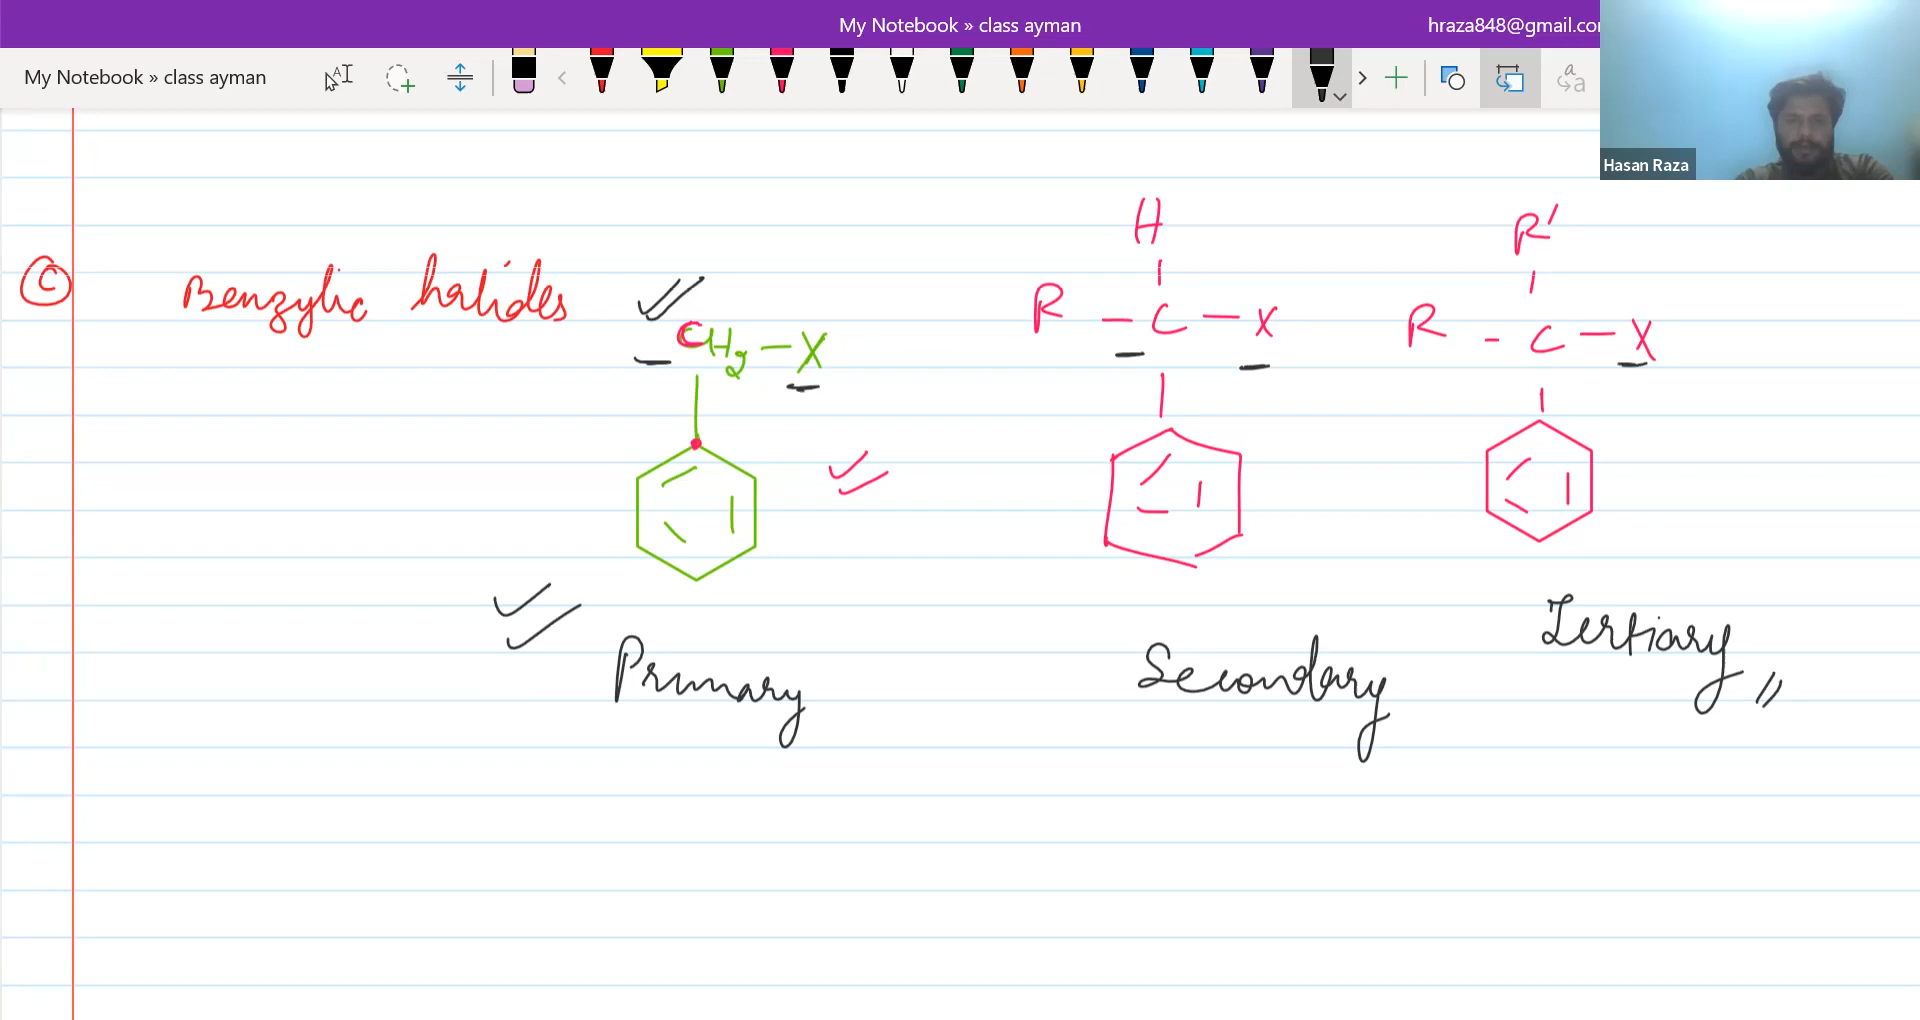 My Notebook » class ayman
hraza848@gmail.co
My Notebook » class ayman
Hasan Raza
H
R'
C Benzylic halides
CH2 – X
R – C – X
R – C – X
Primary
Secondary
Tertiary